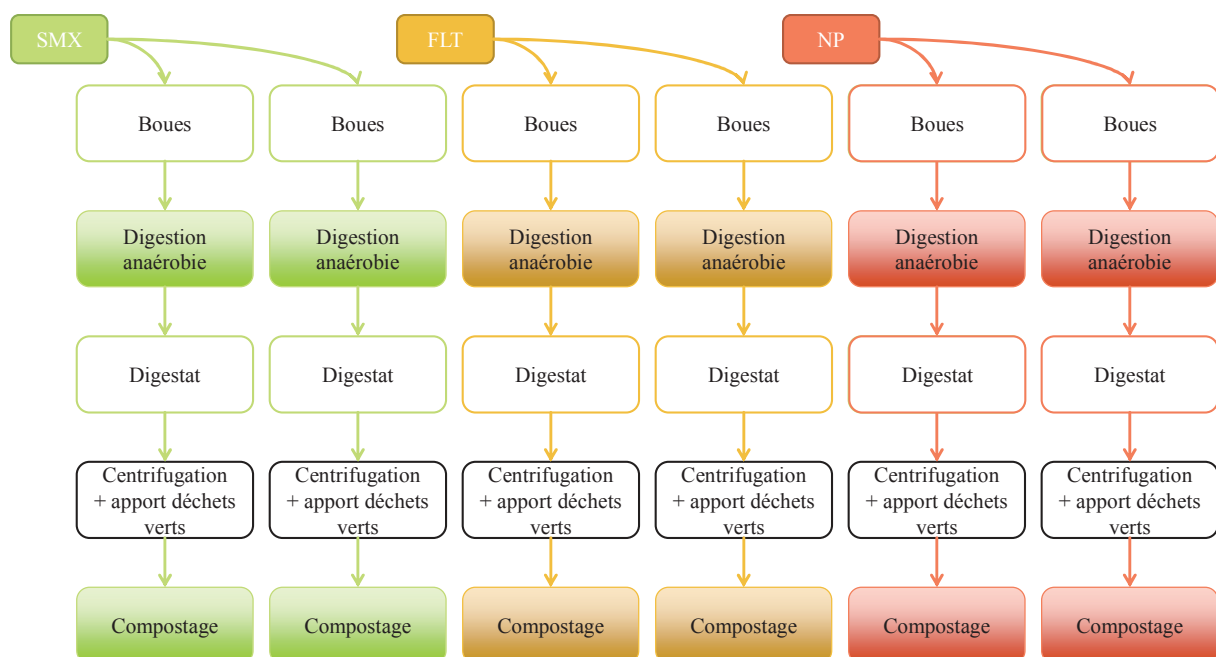 SMX FLT NP
Boues Boues Boues Boues Boues Boues
Digestion Digestion Digestion Digestion Digestion Digestion
anaérobie anaérobie anaérobie anaérobie anaérobie anaérobie
Digestat Digestat Digestat Digestat Digestat Digestat
Centrifugation Centrifugation Centrifugation Centrifugation Centrifugation Centrifugation
+ apport déchets + apport déchets + apport déchets + apport déchets + apport déchets + apport déchets
verts verts verts verts verts verts
Compostage Compostage Compostage Compostage Compostage Compostage